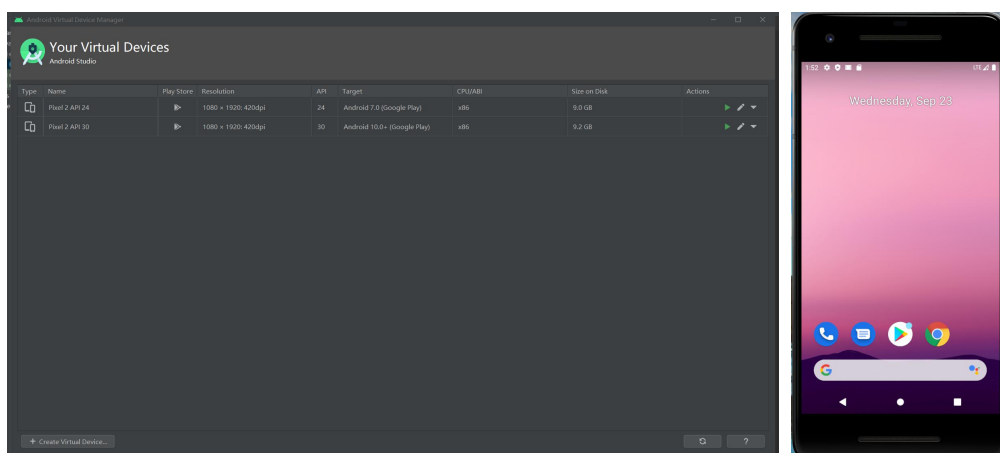 Android Virtual Device Manager
Your Virtual Devices
Android Studio
Type Name Play Store Resolution API Target CPU/ABI Size on Disk Actions
Pixel 2 API 24 1080 × 1920: 420dpi 24 Android 7.0 (Google Play) x86 9.0 GB
Pixel 2 API 30 1080 × 1920: 420dpi 30 Android 10.0+ (Google Play) x86 9.2 GB
+ Create Virtual Device...
?
1:52 LTE
Wednesday, Sep 23
G